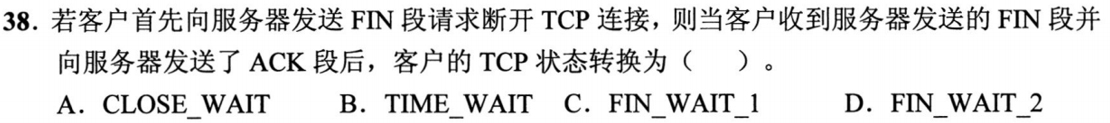 38. 若客户首先向服务器发送 FIN 段请求断开 TCP 连接，则当客户收到服务器发送的 FIN 段并
向服务器发送了 ACK 段后，客户的 TCP 状态转换为（ ）。
A. CLOSE_WAIT B. TIME_WAIT C. FIN_WAIT_1 D. FIN_WAIT_2